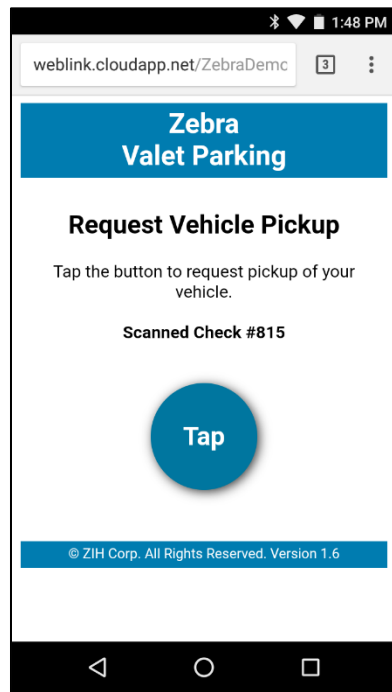 1:48 PM
weblink.cloudapp.net/ZebraDemo
3
Zebra
Valet Parking
Request Vehicle Pickup
Tap the button to request pickup of your
vehicle.
Scanned Check #815
Tap
© ZIH Corp. All Rights Reserved. Version 1.6